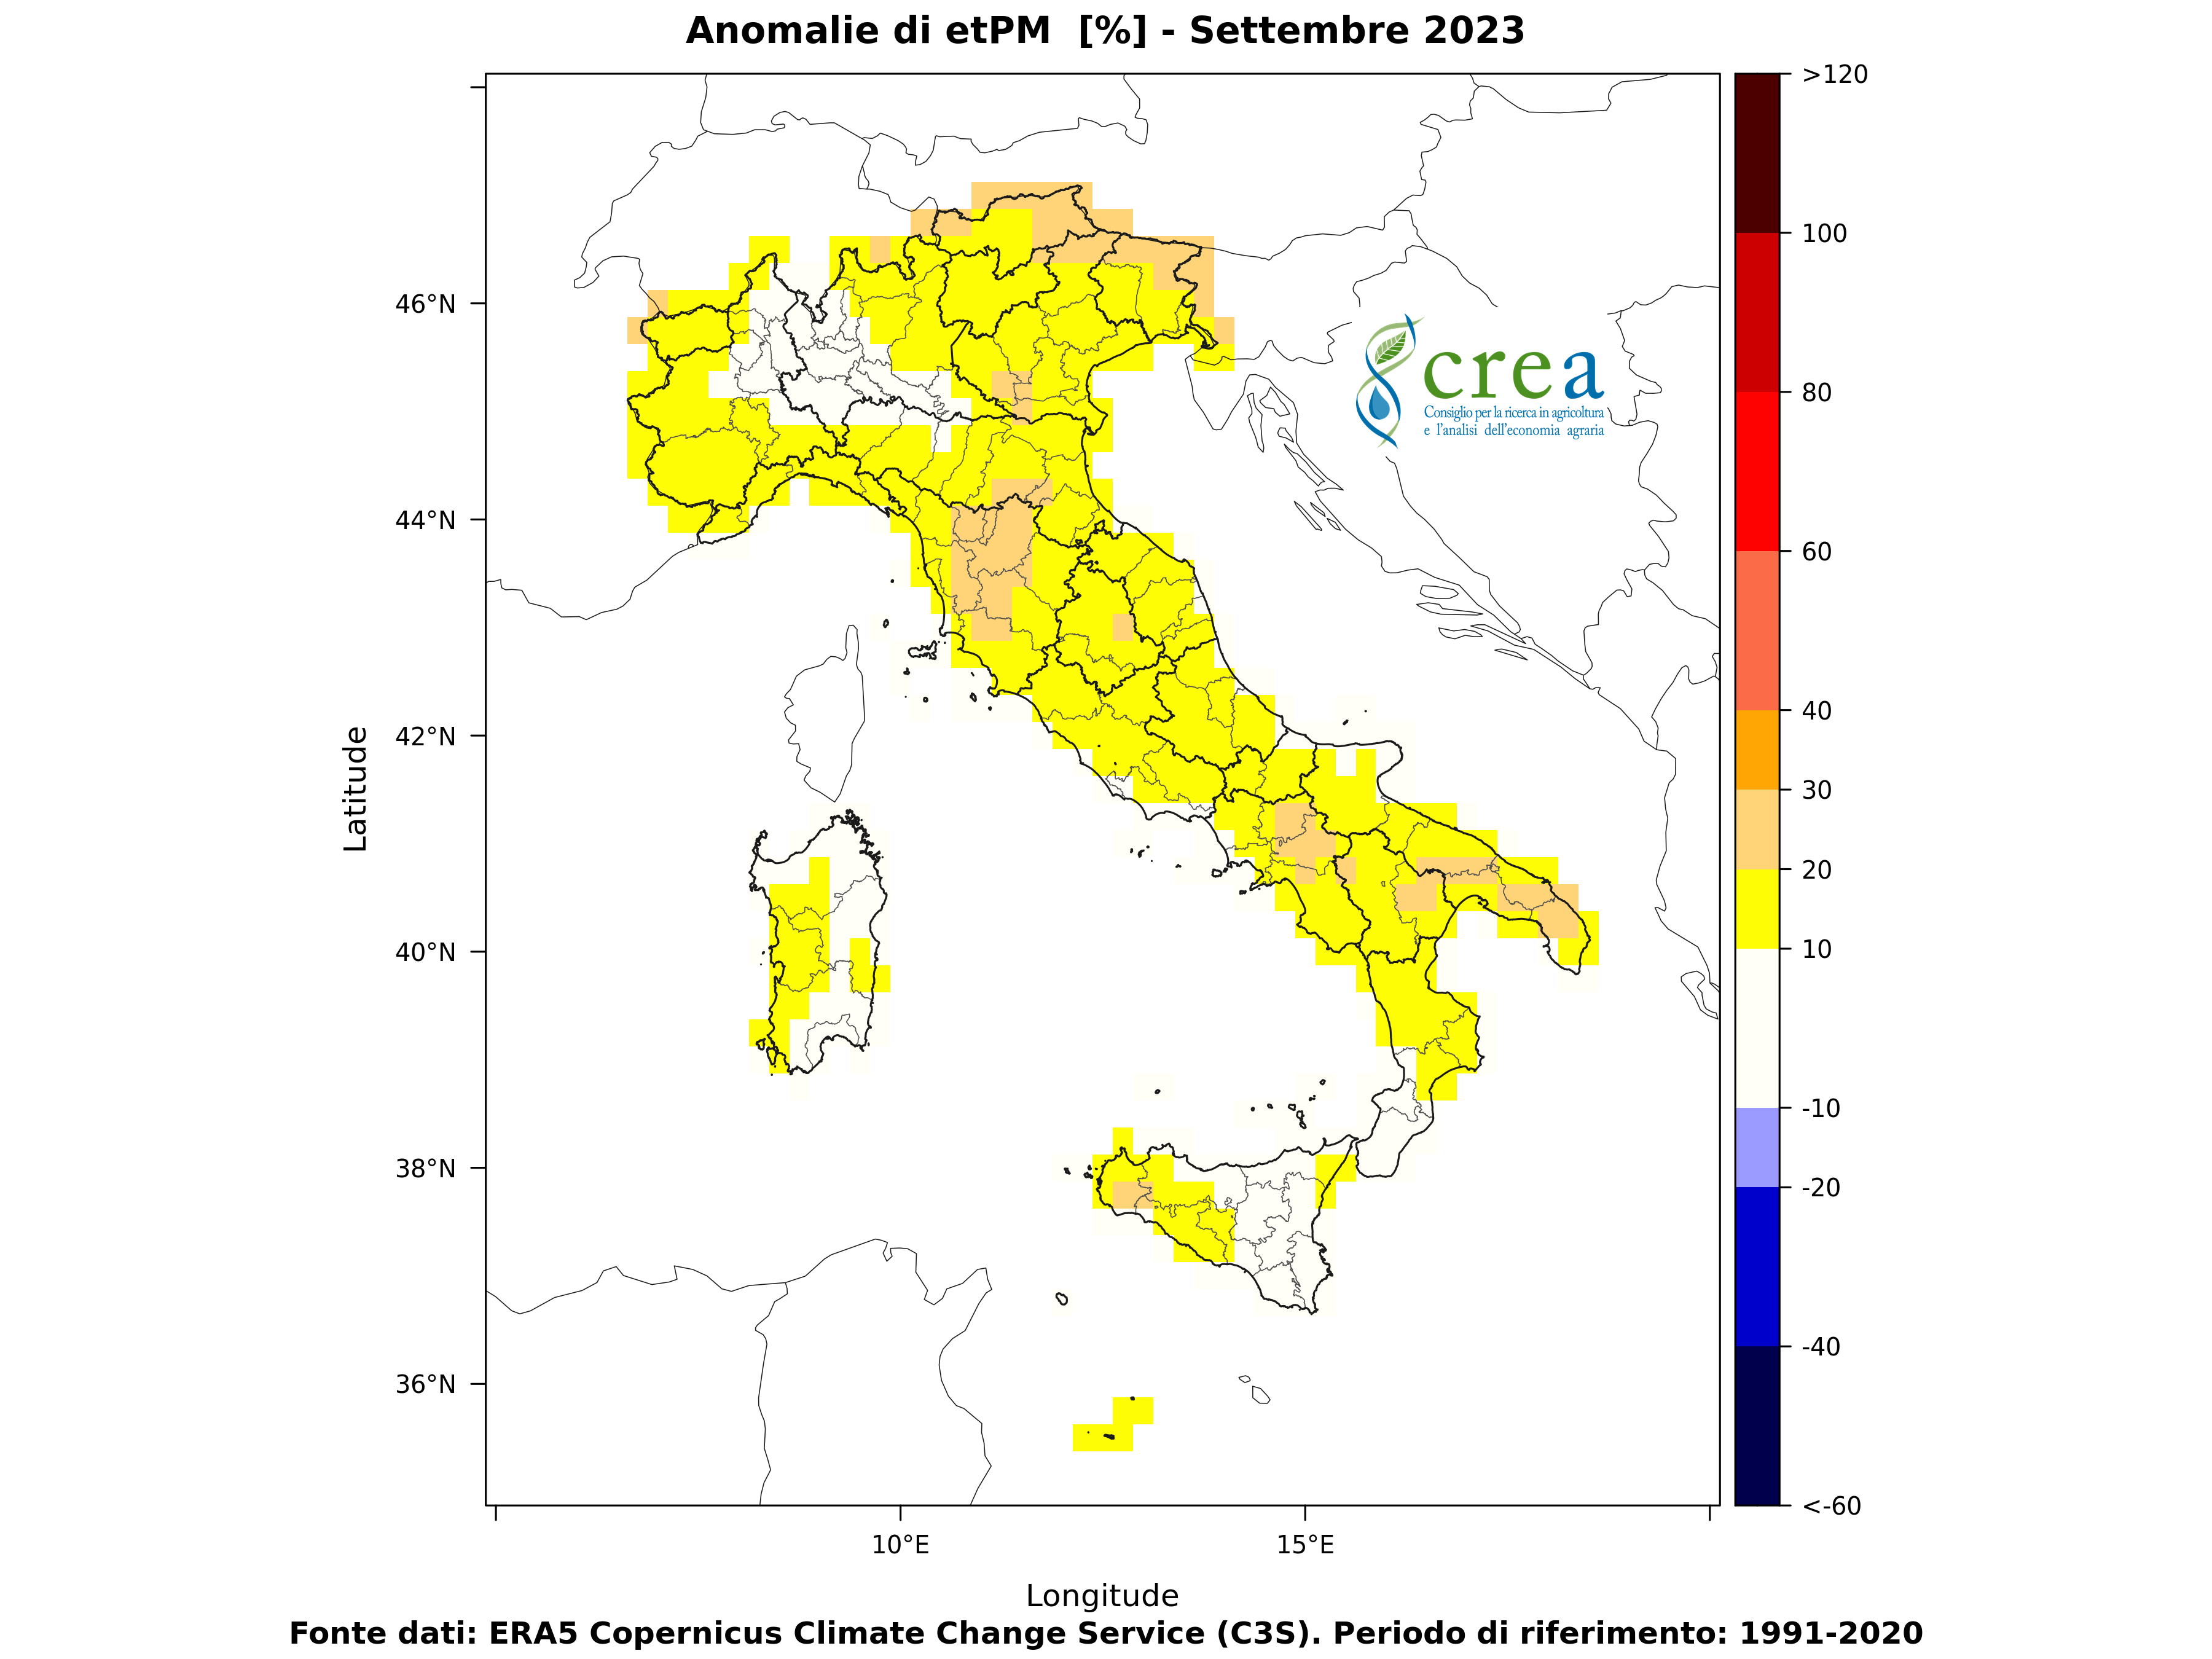 Anomalie di etPM [%] - Settembre 2023
>120
100
80
60
40
30
20
10
-10
-20
-40
<-60
46°N
44°N
42°N
40°N
38°N
36°N
Latitude
crea
Consiglio per la ricerca in agricoltura
e l'analisi dell'economia agraria
10°E
15°E
Longitude
Fonte dati: ERA5 Copernicus Climate Change Service (C3S). Periodo di riferimento: 1991-2020